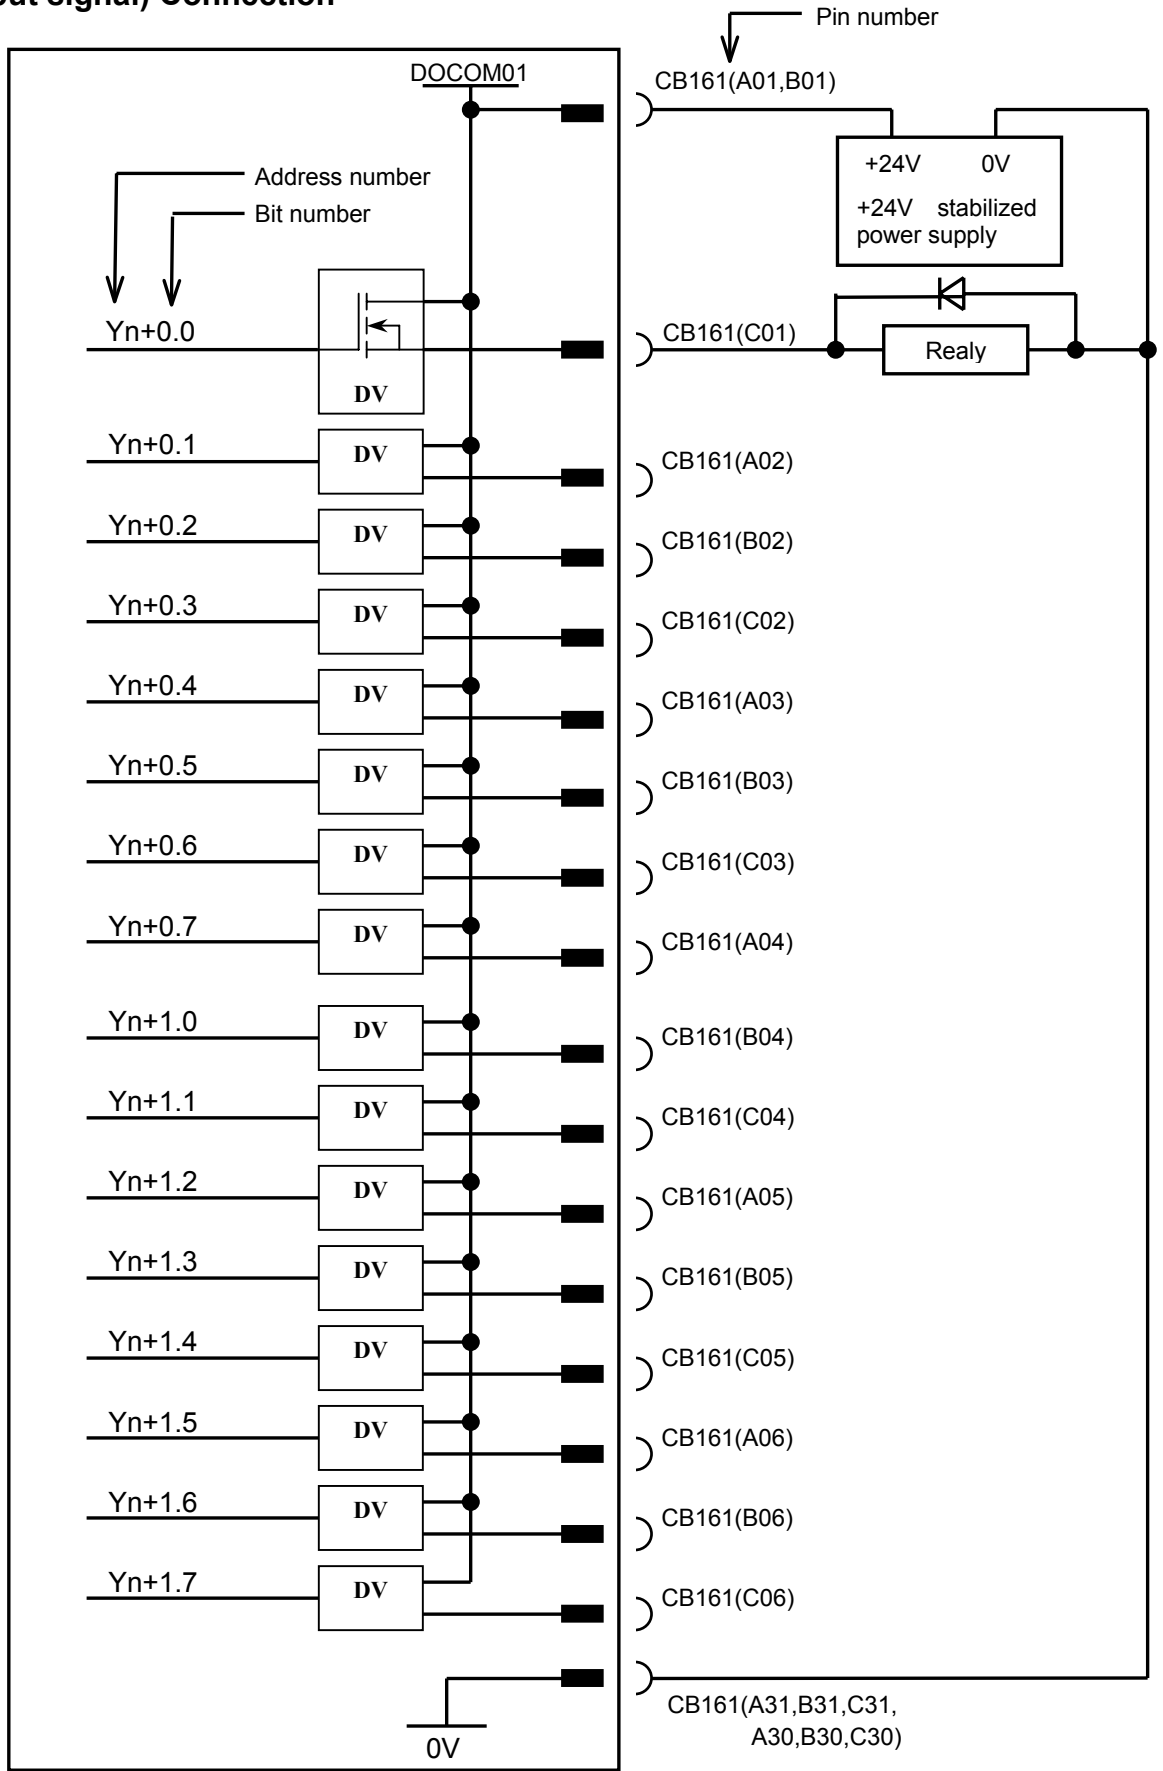 Connection
Pin number
DOCOM01
CB161(A01,B01)
+24V 0V
+24V stabilized
power supply
Address number
Bit number
Yn+0.0
DV
CB161(C01)
Realy
Yn+0.1
DV
CB161(A02)
Yn+0.2
DV
CB161(B02)
Yn+0.3
DV
CB161(C02)
Yn+0.4
DV
CB161(A03)
Yn+0.5
DV
CB161(B03)
Yn+0.6
DV
CB161(C03)
Yn+0.7
DV
CB161(A04)
Yn+1.0
DV
CB161(B04)
Yn+1.1
DV
CB161(C04)
Yn+1.2
DV
CB161(A05)
Yn+1.3
DV
CB161(B05)
Yn+1.4
DV
CB161(C05)
Yn+1.5
DV
CB161(A06)
Yn+1.6
DV
CB161(B06)
Yn+1.7
DV
CB161(C06)
CB161(A31,B31,C31,
A30,B30,C30)
0V